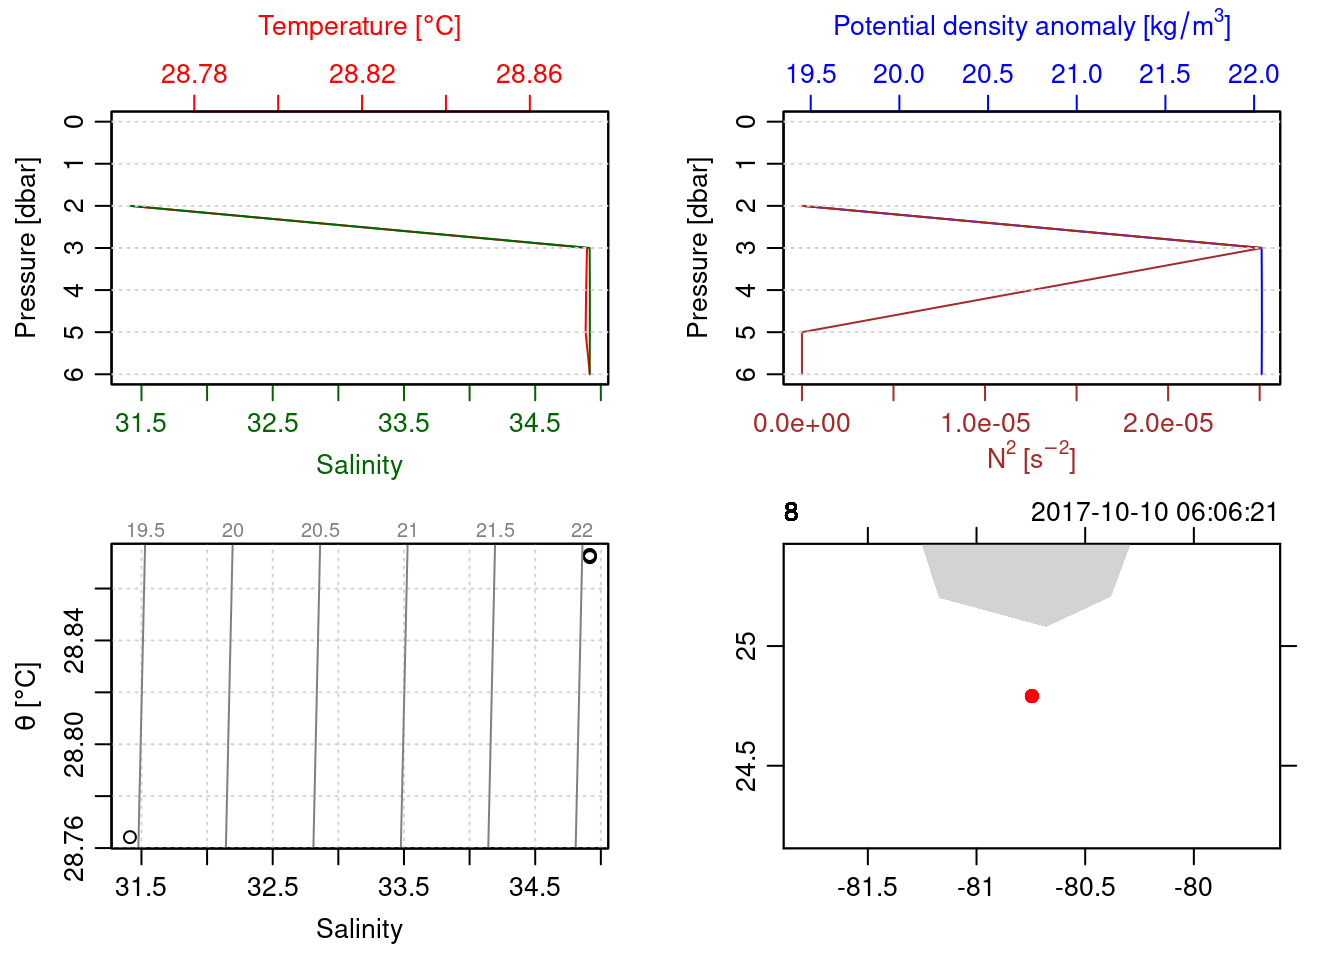 Temperature [°C]
28.78 28.82 28.86
0
1
2
3
4
5
6
Pressure [dbar]
31.5 32.5 33.5 34.5
Salinity
Potential density anomaly [kg/m³]
19.5 20.0 20.5 21.0 21.5 22.0
0
1
2
3
4
5
6
Pressure [dbar]
0.0e+00 1.0e-05 2.0e-05
N² [s⁻²]
19.5 20 20.5 21 21.5 22
28.84
28.80
28.76
θ [°C]
31.5 32.5 33.5 34.5
Salinity
8 2017-10-10 06:06:21
25
24.5
-81.5 -81 -80.5 -80